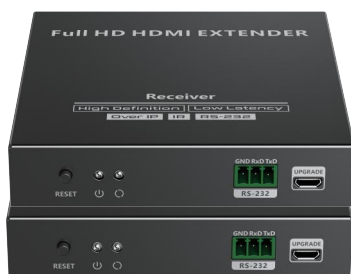 Full HD HDMI EXTENDER
Receiver
High Definition Low Latency
Over IP IR RS-232
GND RxD TxD
UPGRADE
RESET
RS-232
GND RxD TxD
UPGRADE
RESET
RS-232